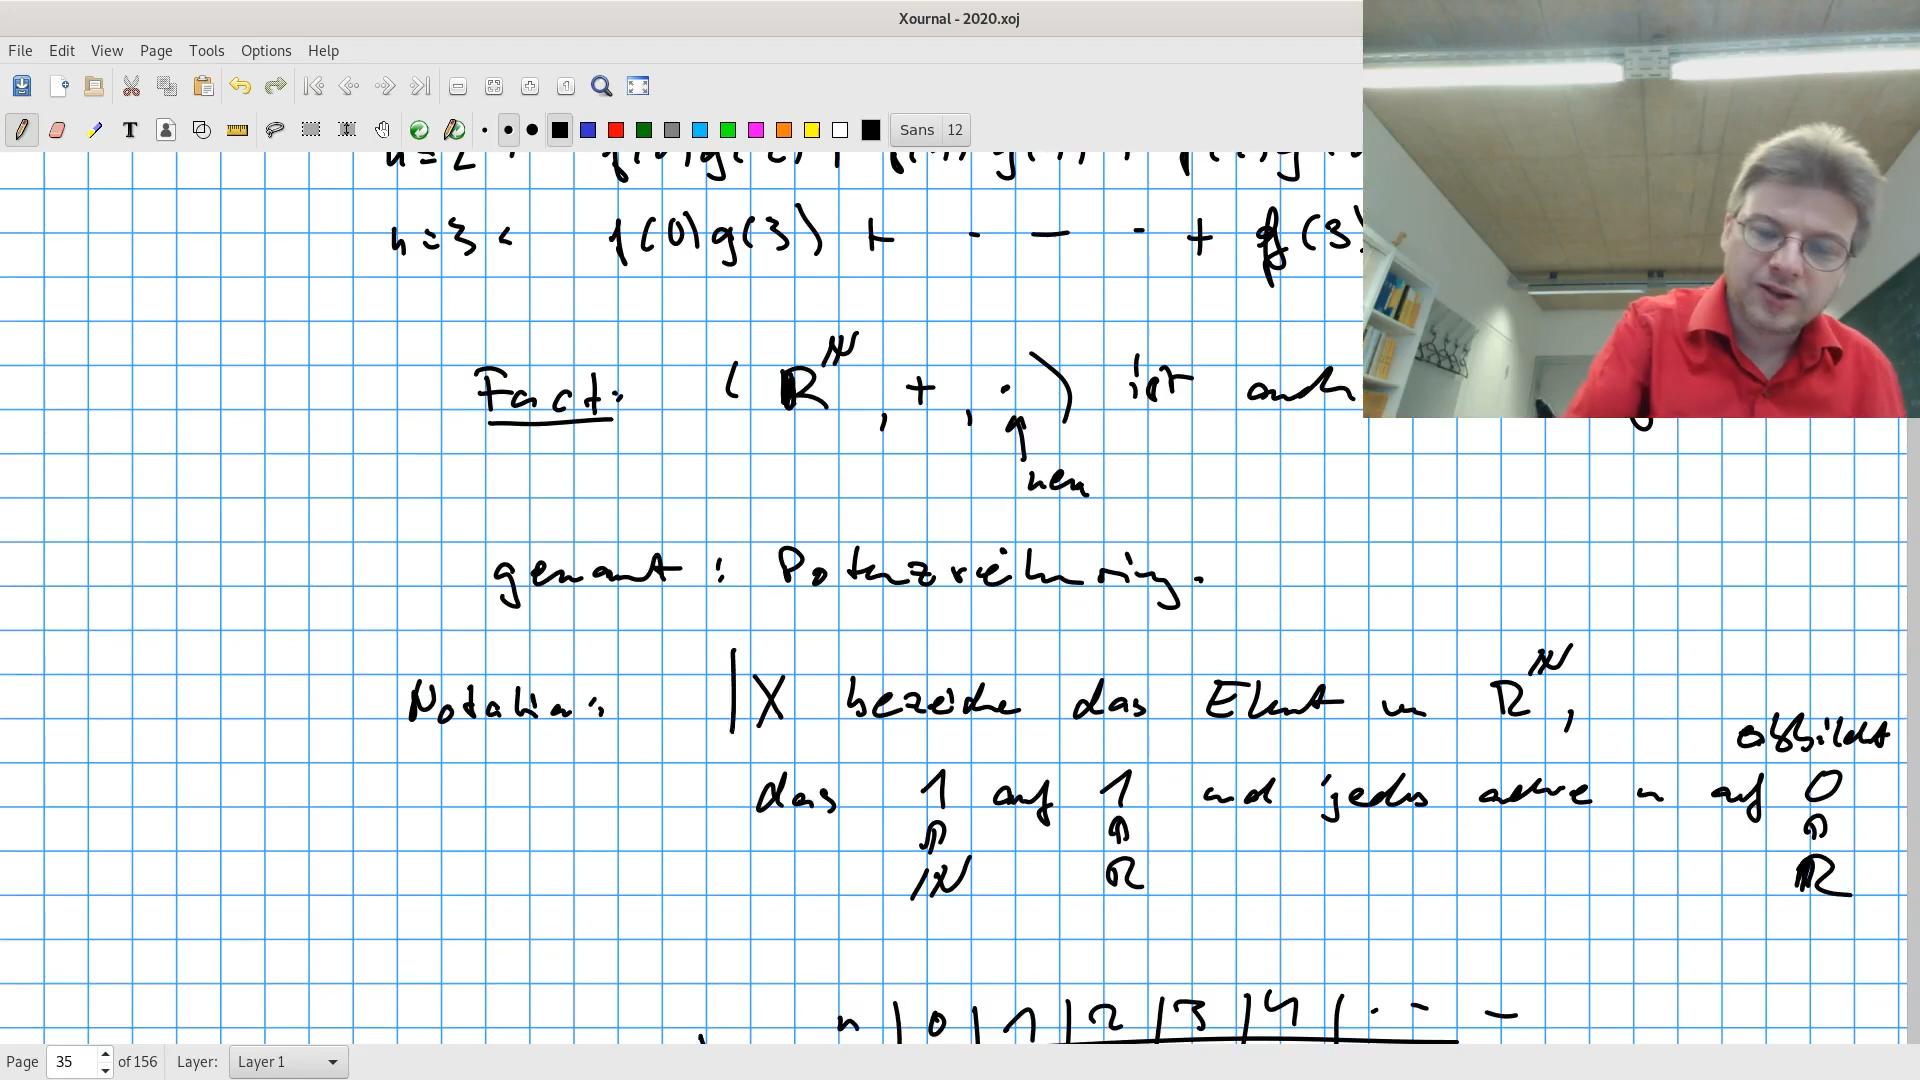 Xournal - 2020.xoj
File Edit View Page Tools Options Help
Sans 12
n=3: f(0)g(3) + - — - + f(3)
Fact: (R^ℕ, +, ·) ist auch
neu
genannt: Potenzreihenring.
Notation: X bezeichne das Element in R^ℕ,
abbildet
das 1 auf 1 und jedes andere n auf 0
ℕ R R
n | 0 | 1 | 2 | 3 | 4 | . - -
Page 35 of 156 Layer: Layer 1